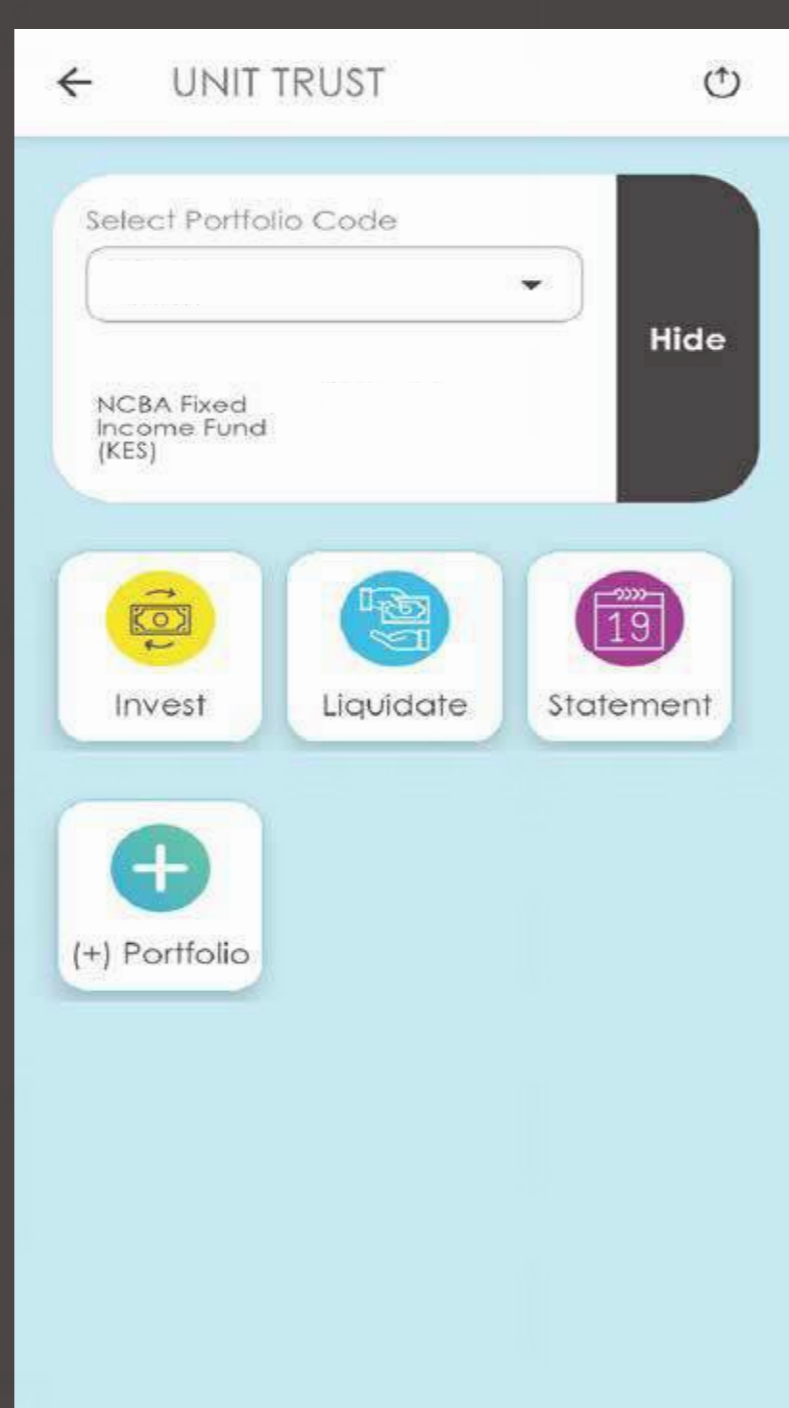 UNIT TRUST
Select Portfolio Code
Hide
NCBA Fixed
Income Fund
(KES)
19
Invest
Liquidate
Statement
(+) Portfolio